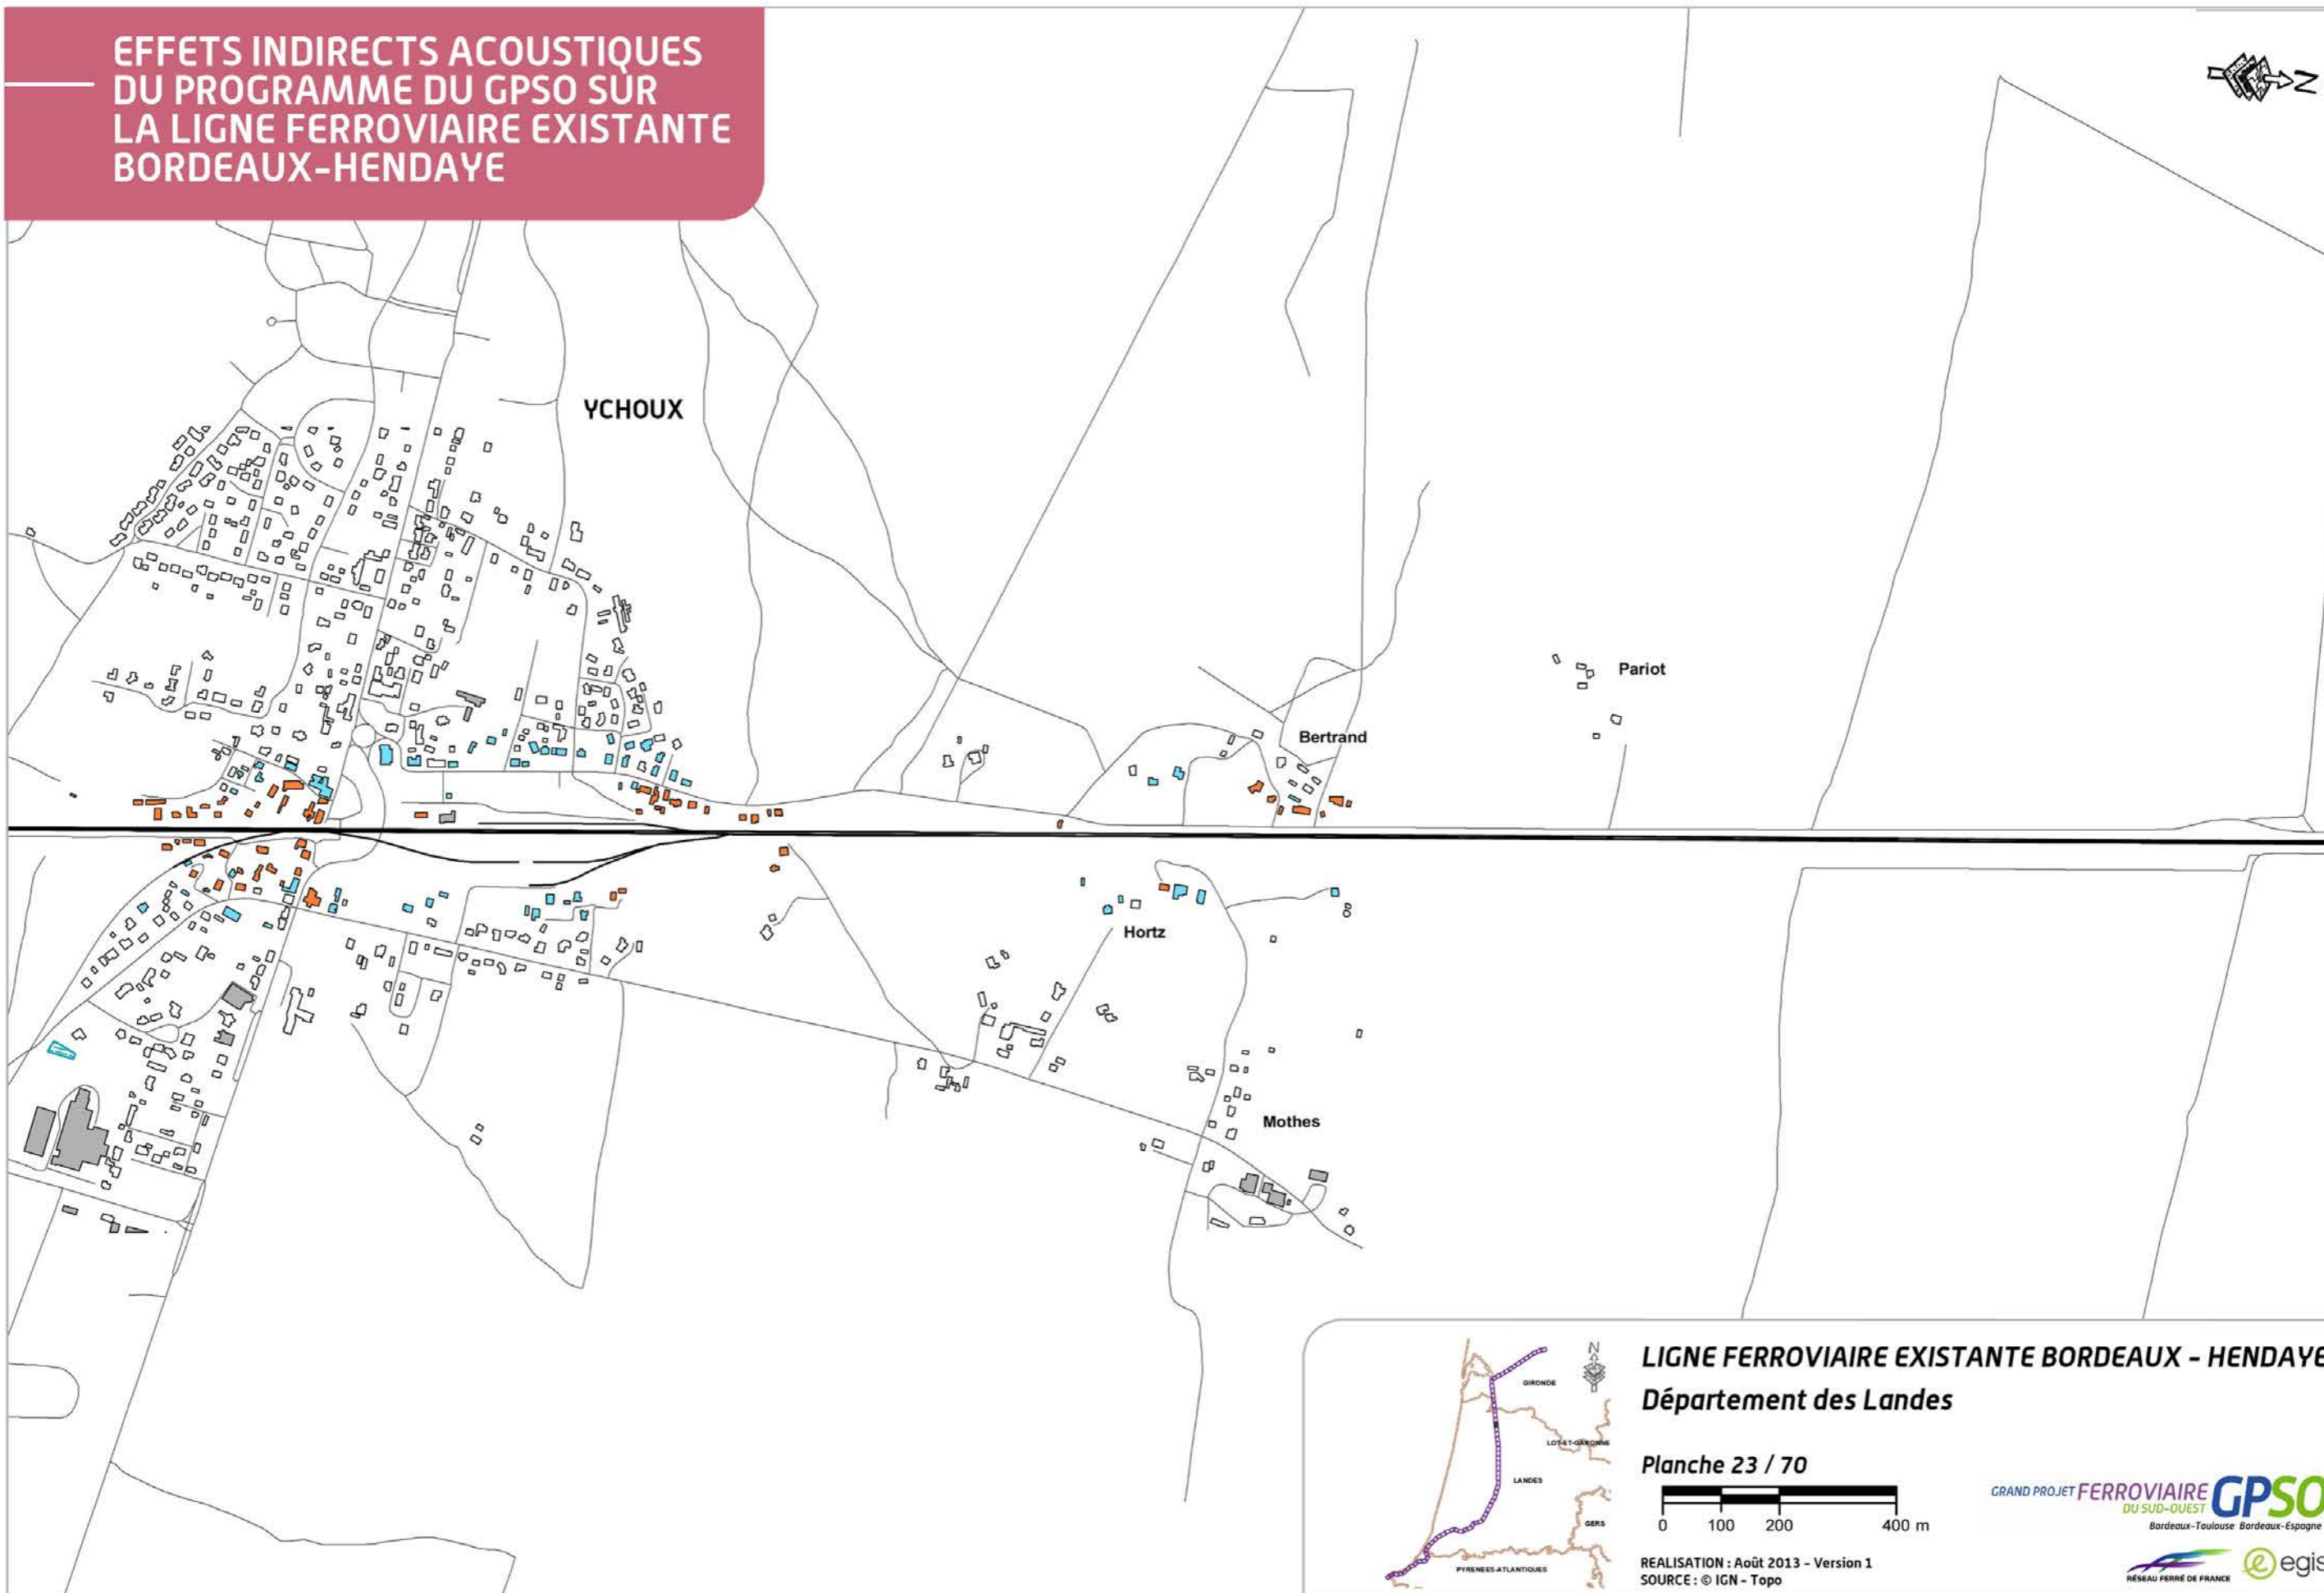 EFFETS INDIRECTS ACOUSTIQUES
DU PROGRAMME DU GPSO SUR
LA LIGNE FERROVIAIRE EXISTANTE
BORDEAUX-HENDAYE
N
YCHOUX
Pariot
Bertrand
Hortz
Mothes
N
GIRONDE
LOT-ET-GARONNE
LANDES
GERS
PYRENEES-ATLANTIQUES
LIGNE FERROVIAIRE EXISTANTE BORDEAUX - HENDAYE
Département des Landes
Planche 23 / 70
0 100 200 400 m
REALISATION : Août 2013 - Version 1
SOURCE : © IGN - Topo
GRAND PROJET FERROVIAIRE
DU SUD-OUEST
GPSO
Bordeaux-Toulouse Bordeaux-Espagne
RÉSEAU FERRÉ DE FRANCE
e egis